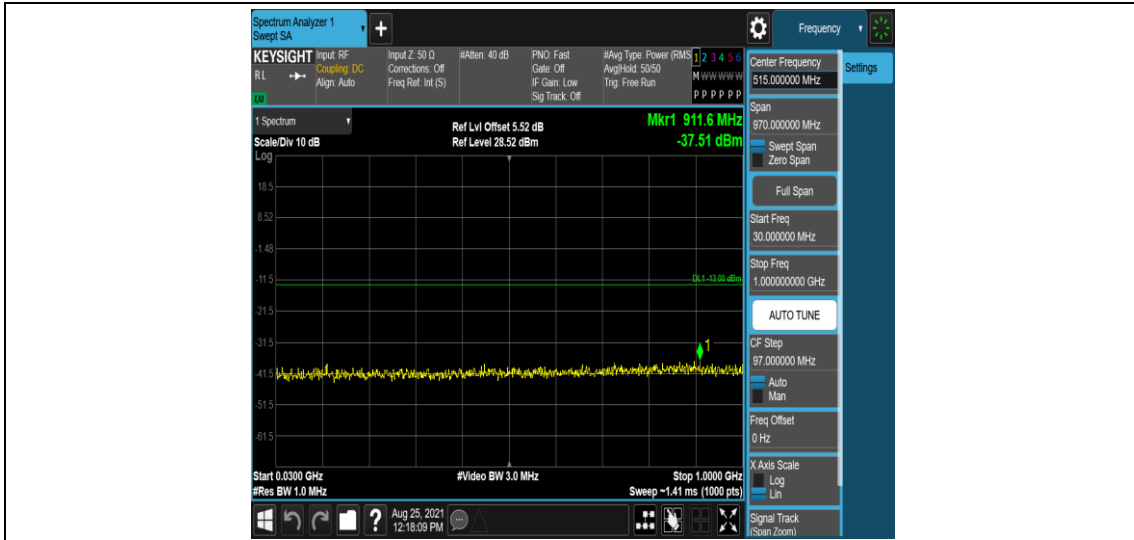 Spectrum Analyzer 1
Swept SA
Frequency
KEYSIGHT
RL
Input: RF
Coupling: DC
Align: Auto
Input Z: 50 Ω
Corrections: Off
Freq Ref: Int (S)
#Atten: 40 dB
PNO: Fast
Gate: Off
IF Gain: Low
Sig Track: Off
#Avg Type: Power (RMS
Avg|Hold: 50/50
Trig: Free Run
1 2 3 4 5 6
M W W W W W
P P P P P P
1 Spectrum
Scale/Div 10 dB
Log
Ref Lvl Offset 5.52 dB
Ref Level 28.52 dBm
Mkr1 911.6 MHz
-37.51 dBm
18.5
8.52
-1.48
-11.5
-21.5
-31.5
-41.5
-51.5
-61.5
DL1 -13.00 dBm
1
Start 0.0300 GHz
#Res BW 1.0 MHz
#Video BW 3.0 MHz
Stop 1.0000 GHz
Sweep ~1.41 ms (1000 pts)
Center Frequency
515.000000 MHz
Settings
Span
970.000000 MHz
Swept Span
Zero Span
Full Span
Start Freq
30.000000 MHz
Stop Freq
1.000000000 GHz
AUTO TUNE
CF Step
97.000000 MHz
Auto
Man
Freq Offset
0 Hz
X Axis Scale
Log
Lin
Signal Track
(Span Zoom)
Aug 25, 2021
12:18:09 PM